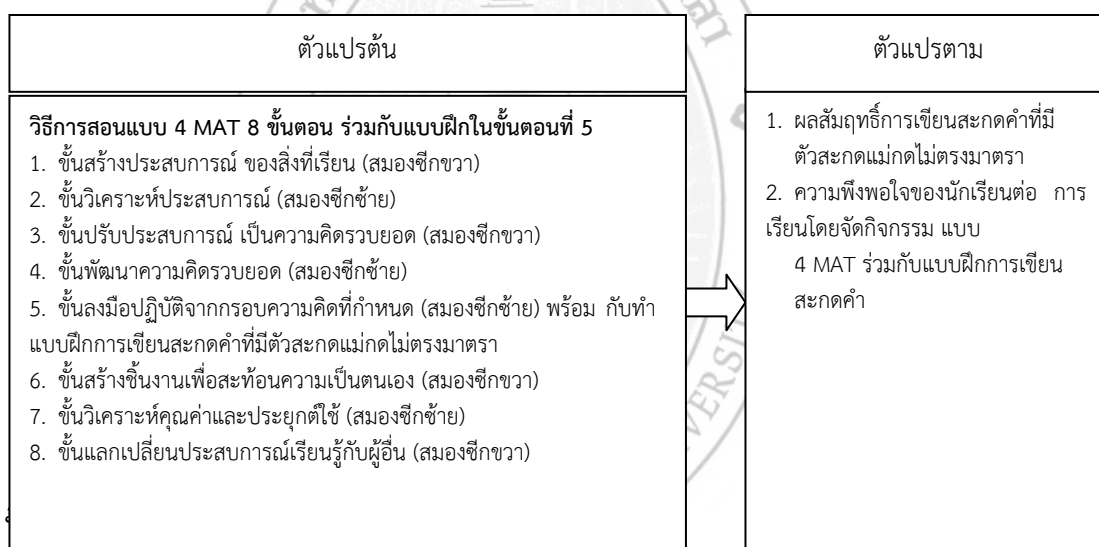 ตัวแปรต้น
วิธีการสอนแบบ 4 MAT 8 ขั้นตอน ร่วมกับแบบฝึกในขั้นตอนที่ 5
1. ขั้นสร้างประสบการณ์ ของสิ่งที่เรียน (สมองซีกขวา)
2. ขั้นวิเคราะห์ประสบการณ์ (สมองซีกซ้าย)
3. ขั้นปรับประสบการณ์ เป็นความคิดรวบยอด (สมองซีกขวา)
4. ขั้นพัฒนาความคิดรวบยอด (สมองซีกซ้าย)
5. ขั้นลงมือปฏิบัติจากกรอบความคิดที่กำหนด (สมองซีกซ้าย) พร้อม กับทำ
แบบฝึกการเขียนสะกดคำที่มีตัวสะกดแม่กดไม่ตรงมาตรา
6. ขั้นสร้างชิ้นงานเพื่อสะท้อนความเป็นตนเอง (สมองซีกขวา)
7. ขั้นวิเคราะห์คุณค่าและประยุกต์ใช้ (สมองซีกซ้าย)
8. ขั้นแลกเปลี่ยนประสบการณ์เรียนรู้กับผู้อื่น (สมองซีกขวา)
ตัวแปรตาม
1. ผลสัมฤทธิ์การเขียนสะกดคำที่มี
ตัวสะกดแม่กดไม่ตรงมาตรา
2. ความพึงพอใจของนักเรียนต่อ การ
เรียนโดยจัดกิจกรรม แบบ
4 MAT ร่วมกับแบบฝึกการเขียน
สะกดคำ